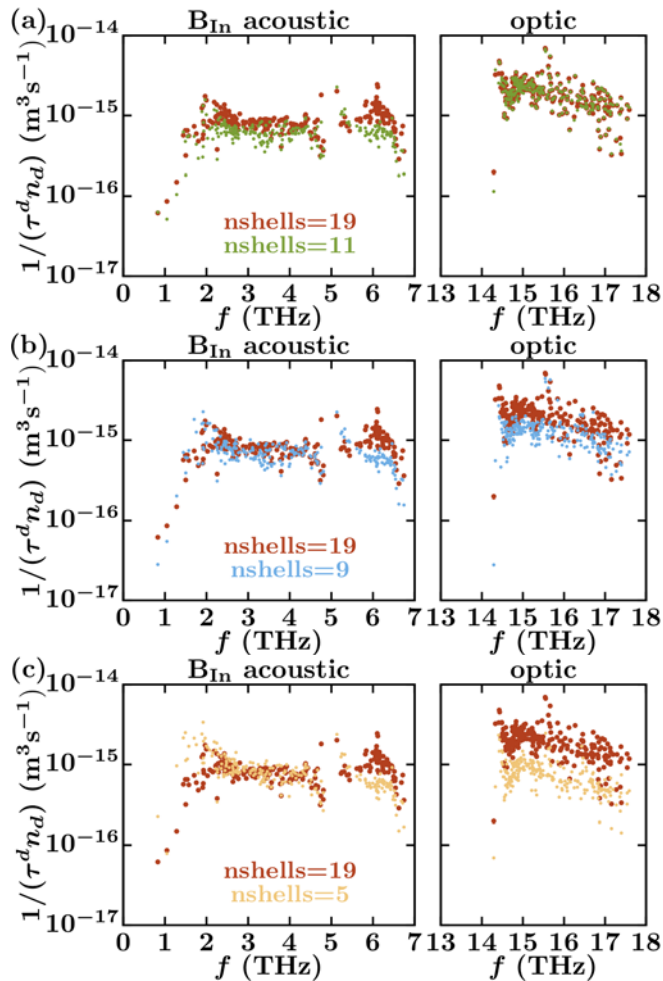 (a) B_In acoustic optic
1/(τ^d n_d) (m³s⁻¹)
10⁻¹⁴
10⁻¹⁵
10⁻¹⁶
10⁻¹⁷
nshells=19
nshells=11
0 1 2 3 4 5 6 7 13 14 15 16 17 18
f (THz) f (THz)
(b) B_In acoustic optic
1/(τ^d n_d) (m³s⁻¹)
10⁻¹⁴
10⁻¹⁵
10⁻¹⁶
10⁻¹⁷
nshells=19
nshells=9
0 1 2 3 4 5 6 7 13 14 15 16 17 18
f (THz) f (THz)
(c) B_In acoustic optic
1/(τ^d n_d) (m³s⁻¹)
10⁻¹⁴
10⁻¹⁵
10⁻¹⁶
10⁻¹⁷
nshells=19
nshells=5
0 1 2 3 4 5 6 7 13 14 15 16 17 18
f (THz) f (THz)